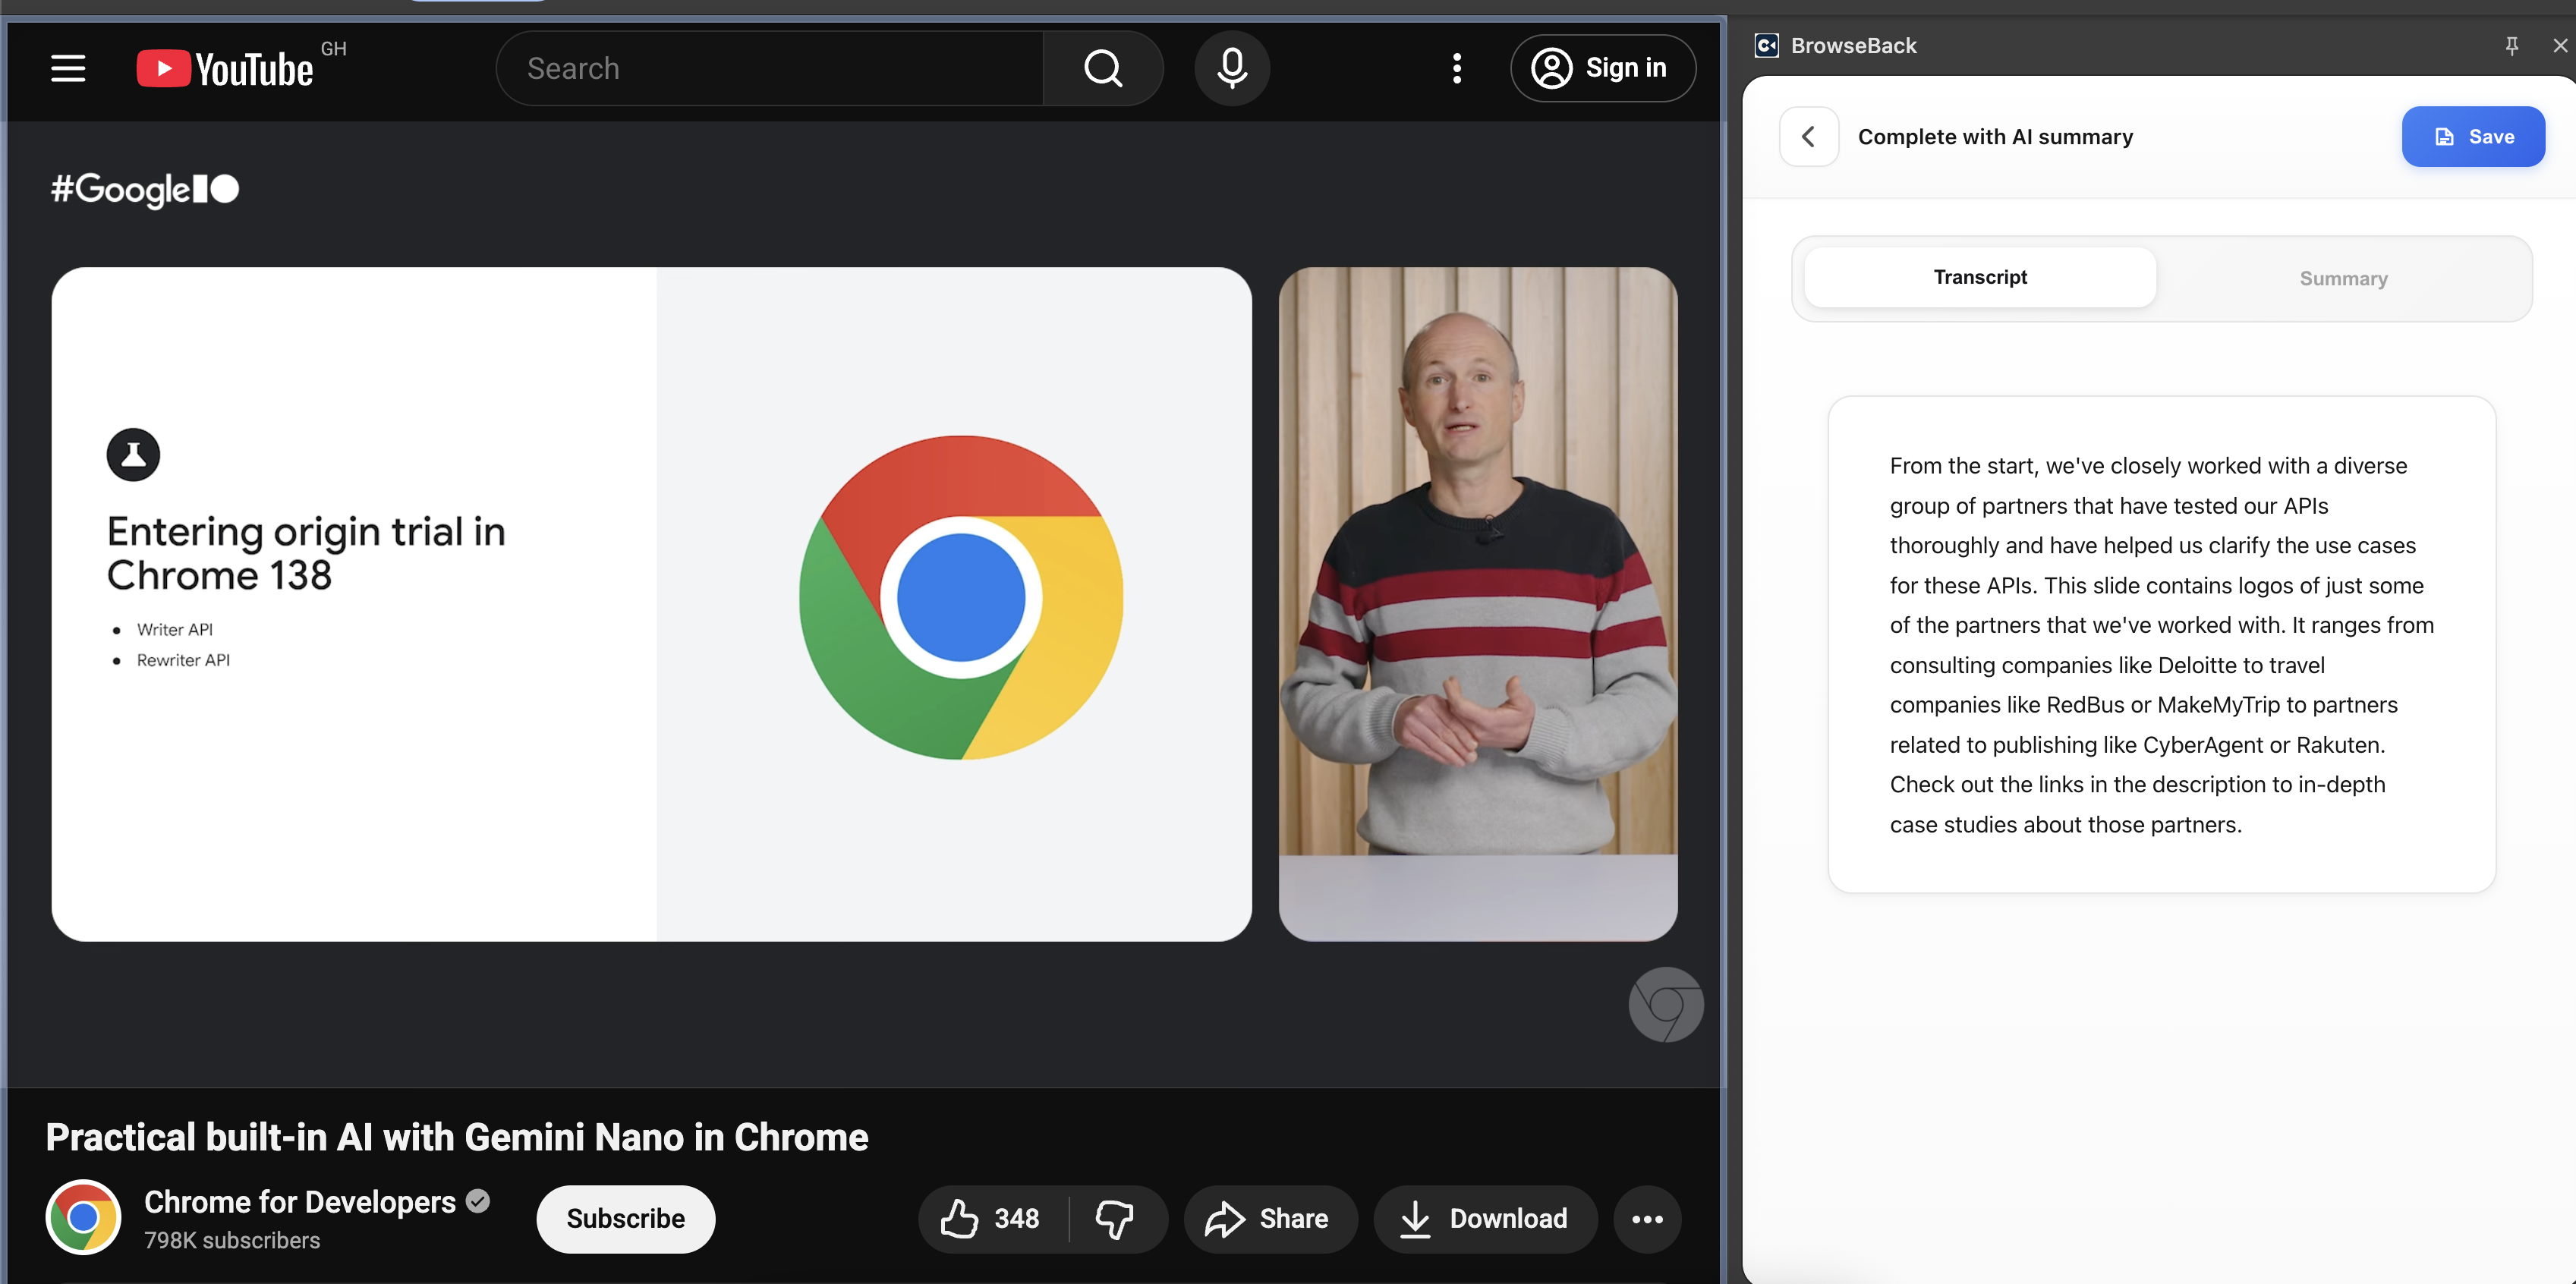 YouTube GH
Search
Sign in
#GoogleIO
Entering origin trial in
Chrome 138
• Writer API
• Rewriter API
Practical built-in AI with Gemini Nano in Chrome
Chrome for Developers
798K subscribers
Subscribe
348
Share
Download
BrowseBack
Complete with AI summary
Save
Transcript
Summary
From the start, we've closely worked with a diverse
group of partners that have tested our APIs
thoroughly and have helped us clarify the use cases
for these APIs. This slide contains logos of just some
of the partners that we've worked with. It ranges from
consulting companies like Deloitte to travel
companies like RedBus or MakeMyTrip to partners
related to publishing like CyberAgent or Rakuten.
Check out the links in the description to in-depth
case studies about those partners.